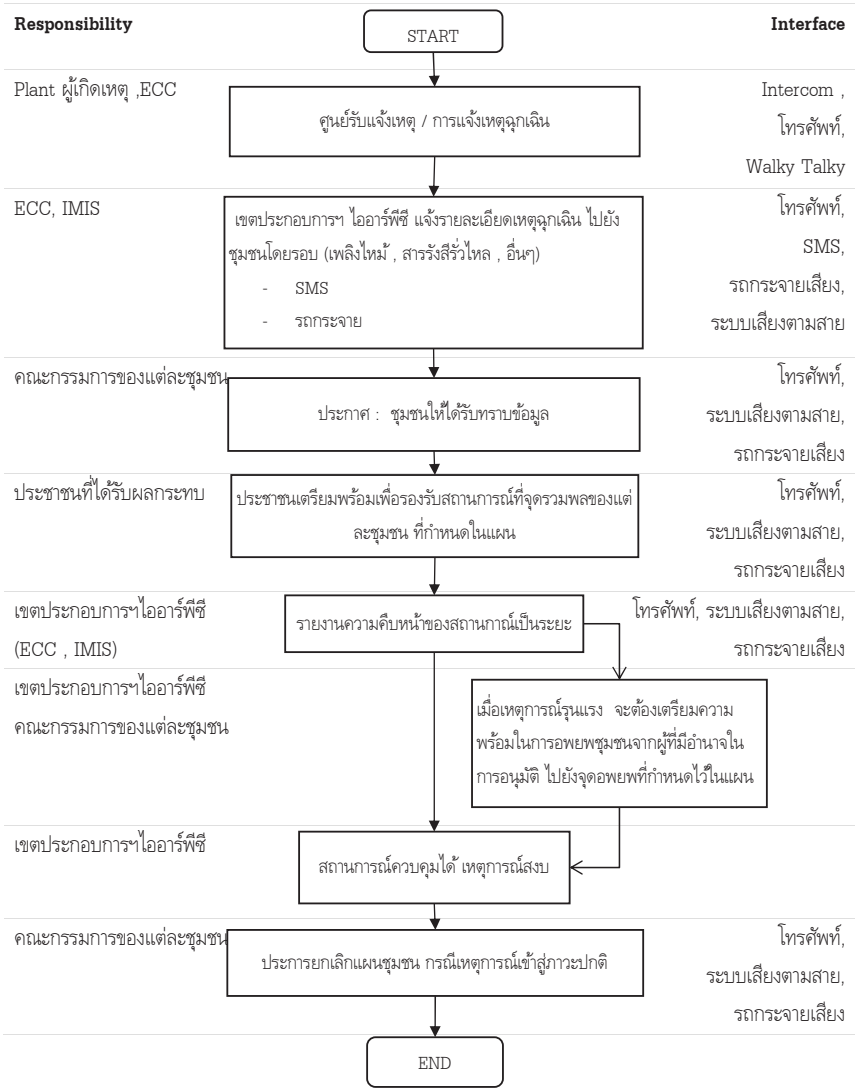 Responsibility
START
Interface
Plant ผู้เกิดเหตุ ,ECC
ศูนย์รับแจ้งเหตุ / การแจ้งเหตุฉุกเฉิน
Intercom ,
โทรศัพท์,
Walky Talky
ECC, IMIS
เขตประกอบการฯ ไออาร์พีซี แจ้งรายละเอียดเหตุฉุกเฉิน ไปยัง
ชุมชนโดยรอบ (เพลิงไหม้ , สารรังสีรั่วไหล , อื่นๆ)
- SMS
- รถกระจาย
โทรศัพท์,
SMS,
รถกระจายเสียง,
ระบบเสียงตามสาย
คณะกรรมการของแต่ละชุมชน
ประกาศ : ชุมชนให้ได้รับทราบข้อมูล
โทรศัพท์,
ระบบเสียงตามสาย,
รถกระจายเสียง
ประชาชนที่ได้รับผลกระทบ
ประชาชนเตรียมพร้อมเพื่อรองรับสถานการณ์ที่จุดรวมพลของแต่
ละชุมชน ที่กำหนดในแผน
โทรศัพท์,
ระบบเสียงตามสาย,
รถกระจายเสียง
เขตประกอบการฯไออาร์พีซี
(ECC , IMIS)
รายงานความคืบหน้าของสถานกาณ์เป็นระยะ
โทรศัพท์, ระบบเสียงตามสาย,
รถกระจายเสียง
เขตประกอบการฯไออาร์พีซี
คณะกรรมการของแต่ละชุมชน
เมื่อเหตุการณ์รุนแรง จะต้องเตรียมความ
พร้อมในการอพยพชุมชนจากผู้ที่มีอำนาจใน
การอนุมัติ ไปยังจุดอพยพที่กำหนดไว้ในแผน
เขตประกอบการฯไออาร์พีซี
สถานการณ์ควบคุมได้ เหตุการณ์สงบ
คณะกรรมการของแต่ละชุมชน
ประการยกเลิกแผนชุมชน กรณีเหตุการณ์เข้าสู่ภาวะปกติ
โทรศัพท์,
ระบบเสียงตามสาย,
รถกระจายเสียง
END